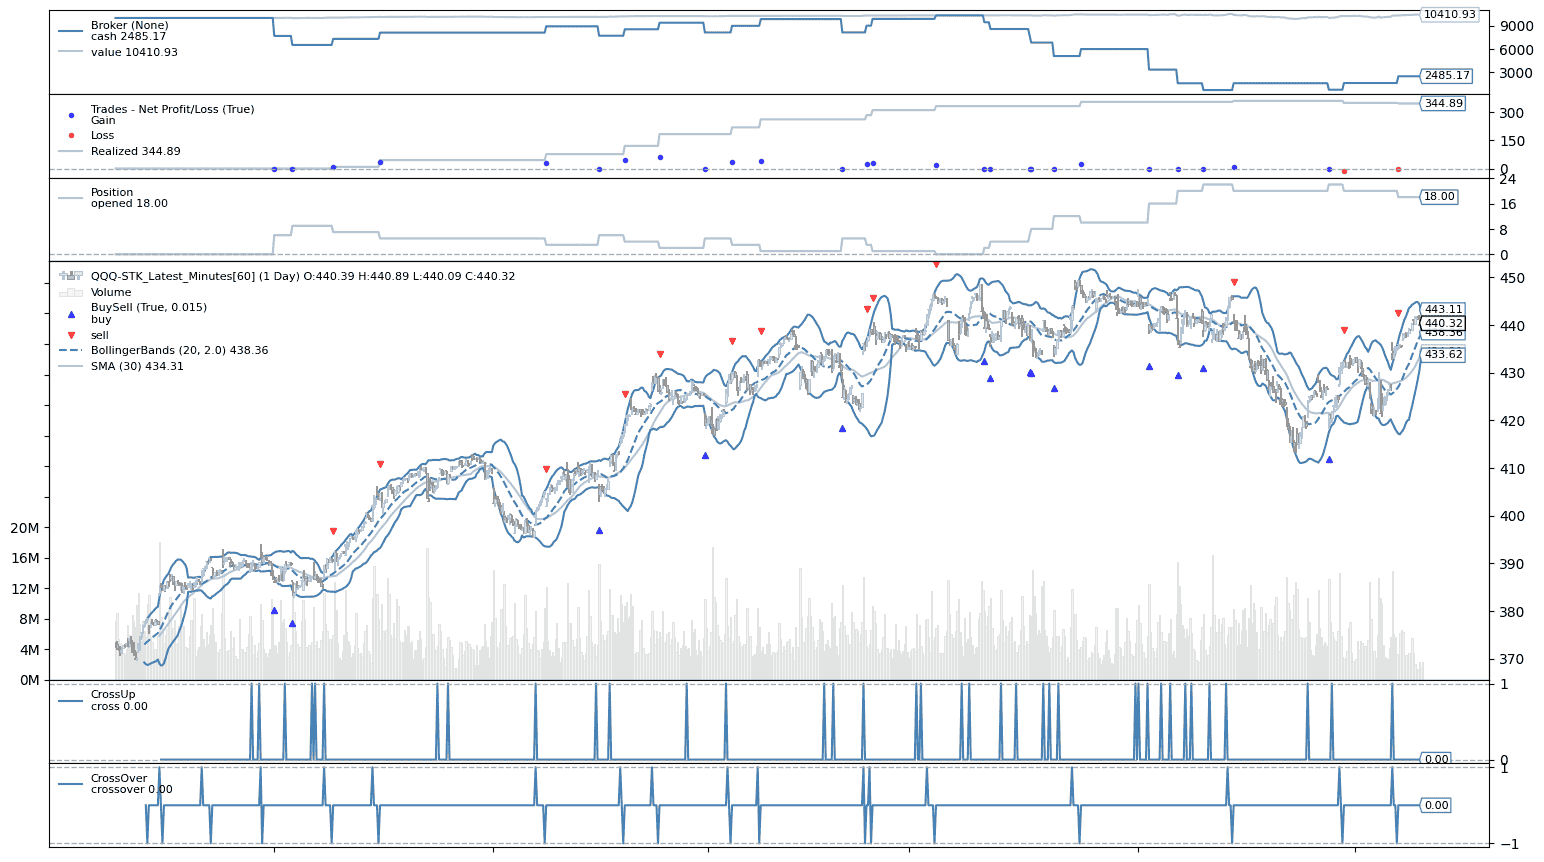 Broker (None)
cash 2485.17
value 10410.93
10410.93
9000
6000
3000
2485.17
Trades - Net Profit/Loss (True)
Gain
Loss
Realized 344.89
344.89
300
150
0
Position
opened 18.00
24
16
8
0
18.00
QQQ-STK_Latest_Minutes[60] (1 Day) O:440.39 H:440.89 L:440.09 C:440.32
Volume
BuySell (True, 0.015)
buy
sell
BollingerBands (20, 2.0) 438.36
SMA (30) 434.31
450
440
430
420
410
400
390
380
370
443.11
440.32
438.36
433.62
20M
16M
12M
8M
4M
0M
CrossUp
cross 0.00
1
0
0.00
CrossOver
crossover 0.00
1
0.00
−1